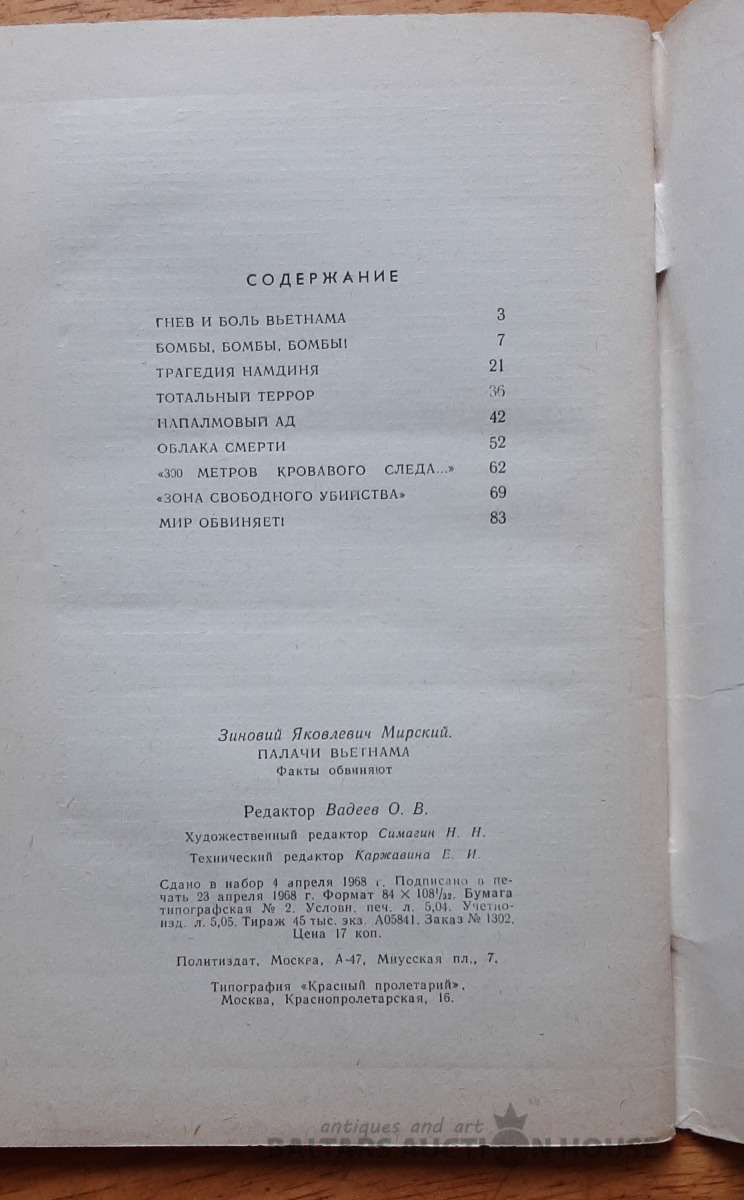 СОДЕРЖАНИЕ
ГНЕВ И БОЛЬ ВЬЕТНАМА 3
БОМБЫ, БОМБЫ, БОМБЫ! 7
ТРАГЕДИЯ НАМДИНЯ 21
ТОТАЛЬНЫЙ ТЕРРОР 36
НАПАЛМОВЫЙ АД 42
ОБЛАКА СМЕРТИ 52
«300 МЕТРОВ КРОВАВОГО СЛЕДА...» 62
«ЗОНА СВОБОДНОГО УБИЙСТВА» 69
МИР ОБВИНЯЕТ! 83
Зиновий Яковлевич Мирский.
ПАЛАЧИ ВЬЕТНАМА
Факты обвиняют
Редактор Вадеев О. В.
Художественный редактор Симагин Н. Н.
Технический редактор Каржавина Е. И.
Сдано в набор 4 апреля 1968 г. Подписано в пе-
чать 23 апреля 1968 г. Формат 84 × 108¹/₃₂. Бумага
типографская № 2. Условн. печ. л. 5,04. Учетно-
изд. л. 5,05. Тираж 45 тыс. экз. А05841. Заказ № 1302.
Цена 17 коп.
Политиздат, Москва, А-47, Миусская пл., 7.
Типография «Красный пролетарий».
Москва, Краснопролетарская, 16.
antiques and art
BALTARS AUCTION HOUSE